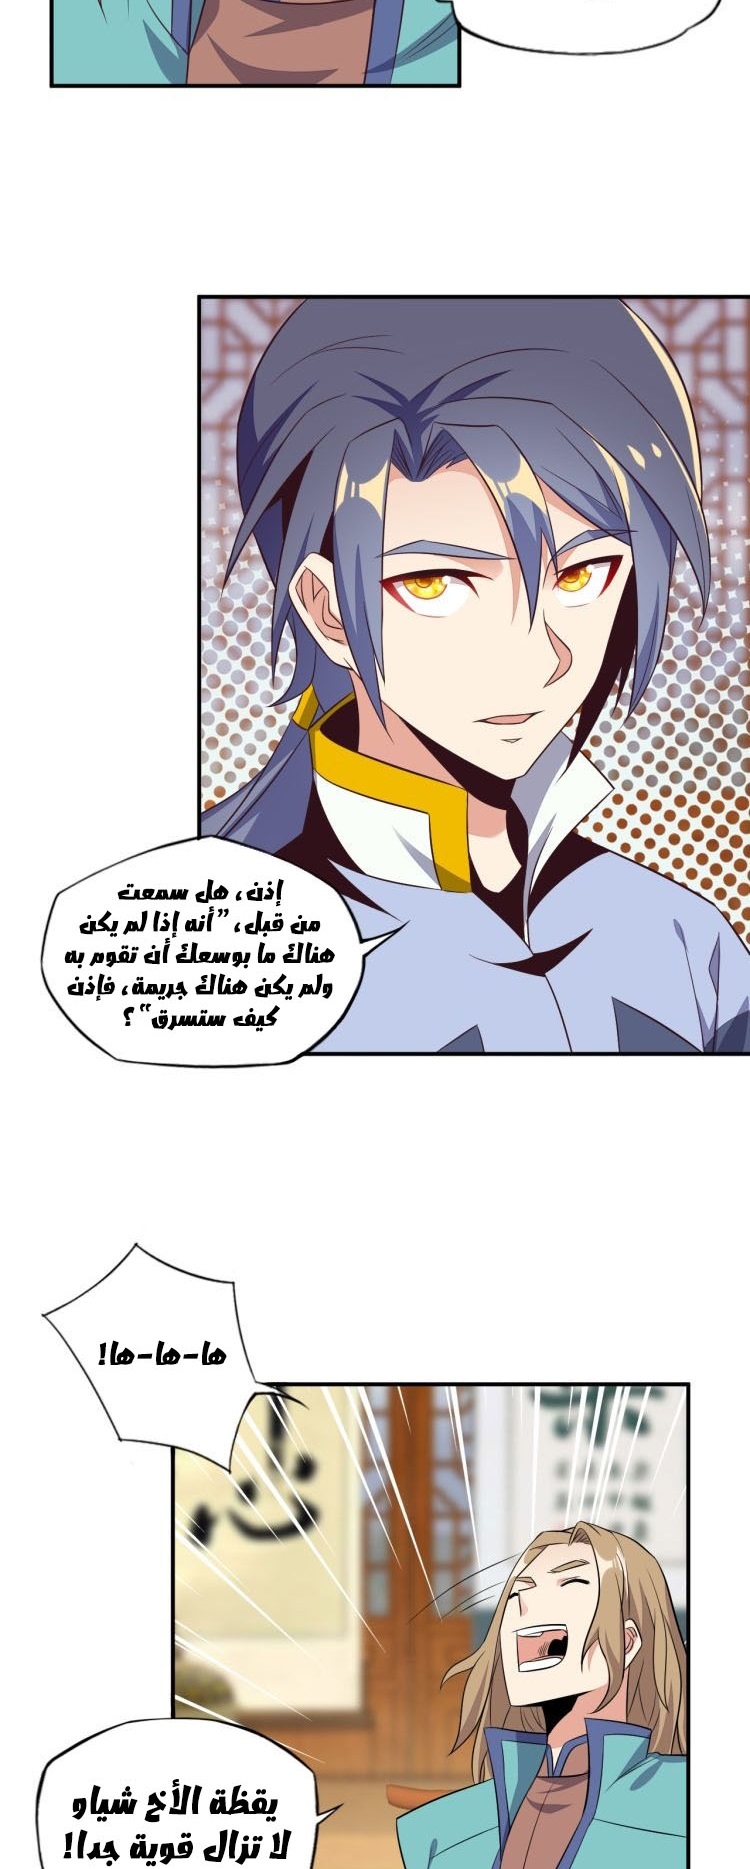 إذن، هل سمعت
من قبل، "أنه إذا لم يكن
هناك ما بوسعك أن تقوم به
ولم يكن هناك جريمة، فإذن
كيف ستسرق"؟
ها-ها-ها!
يقظة الأخ شياو
لا تزال قوية جدا!